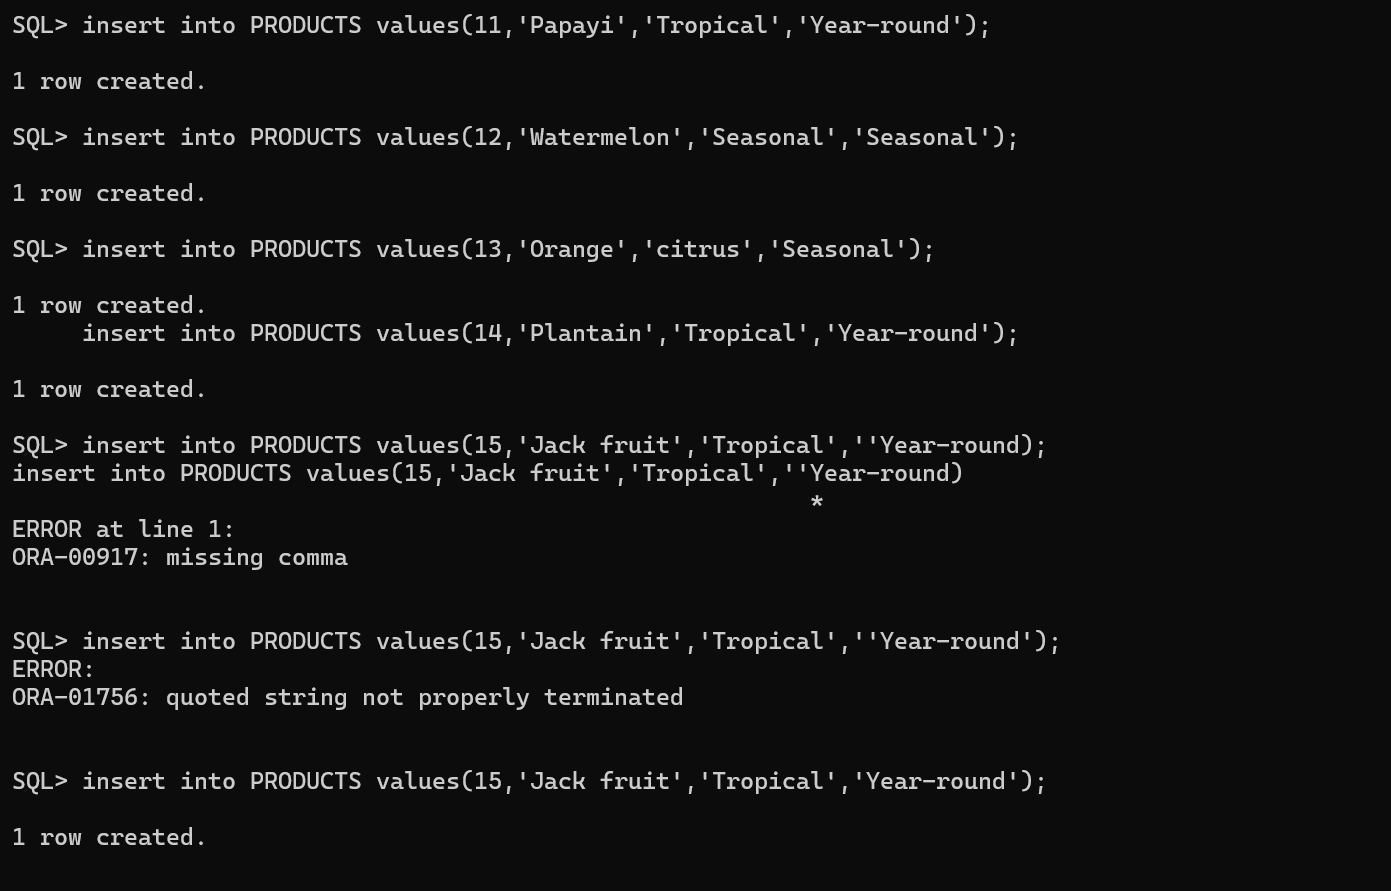 SQL> insert into PRODUCTS values(11,'Papayi','Tropical','Year-round');
1 row created.
SQL> insert into PRODUCTS values(12,'Watermelon','Seasonal','Seasonal');
1 row created.
SQL> insert into PRODUCTS values(13,'Orange','citrus','Seasonal');
1 row created.
insert into PRODUCTS values(14,'Plantain','Tropical','Year-round');
1 row created.
SQL> insert into PRODUCTS values(15,'Jack fruit','Tropical',''Year-round);
insert into PRODUCTS values(15,'Jack fruit','Tropical',''Year-round)
*
ERROR at line 1:
ORA-00917: missing comma
SQL> insert into PRODUCTS values(15,'Jack fruit','Tropical',''Year-round');
ERROR:
ORA-01756: quoted string not properly terminated
SQL> insert into PRODUCTS values(15,'Jack fruit','Tropical','Year-round');
1 row created.